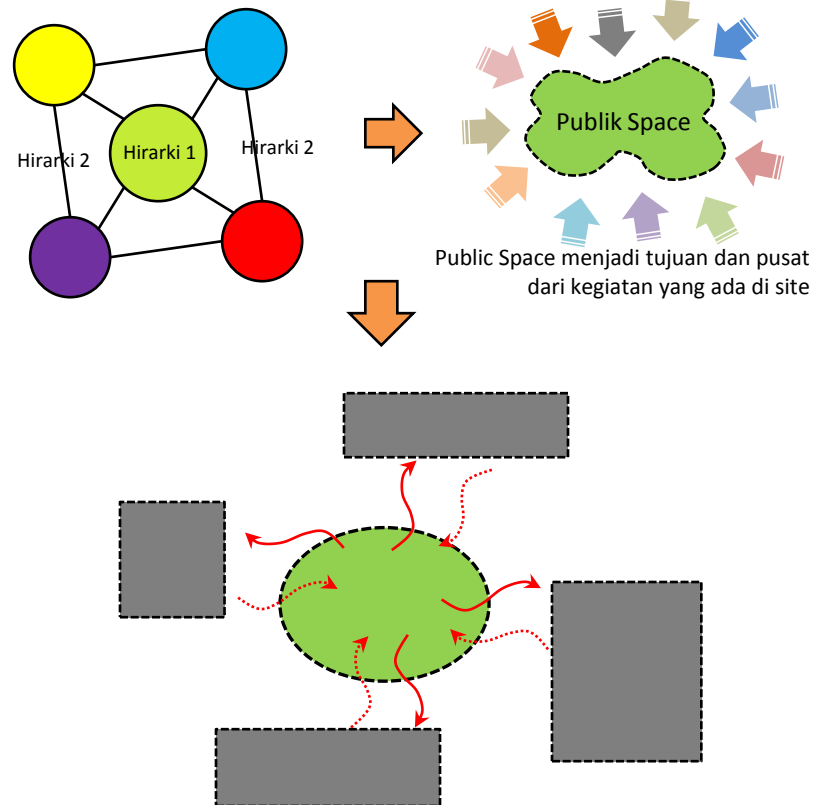 Hirarki 2
Hirarki 1
Hirarki 2
Publik Space
Public Space menjadi tujuan dan pusat
dari kegiatan yang ada di site